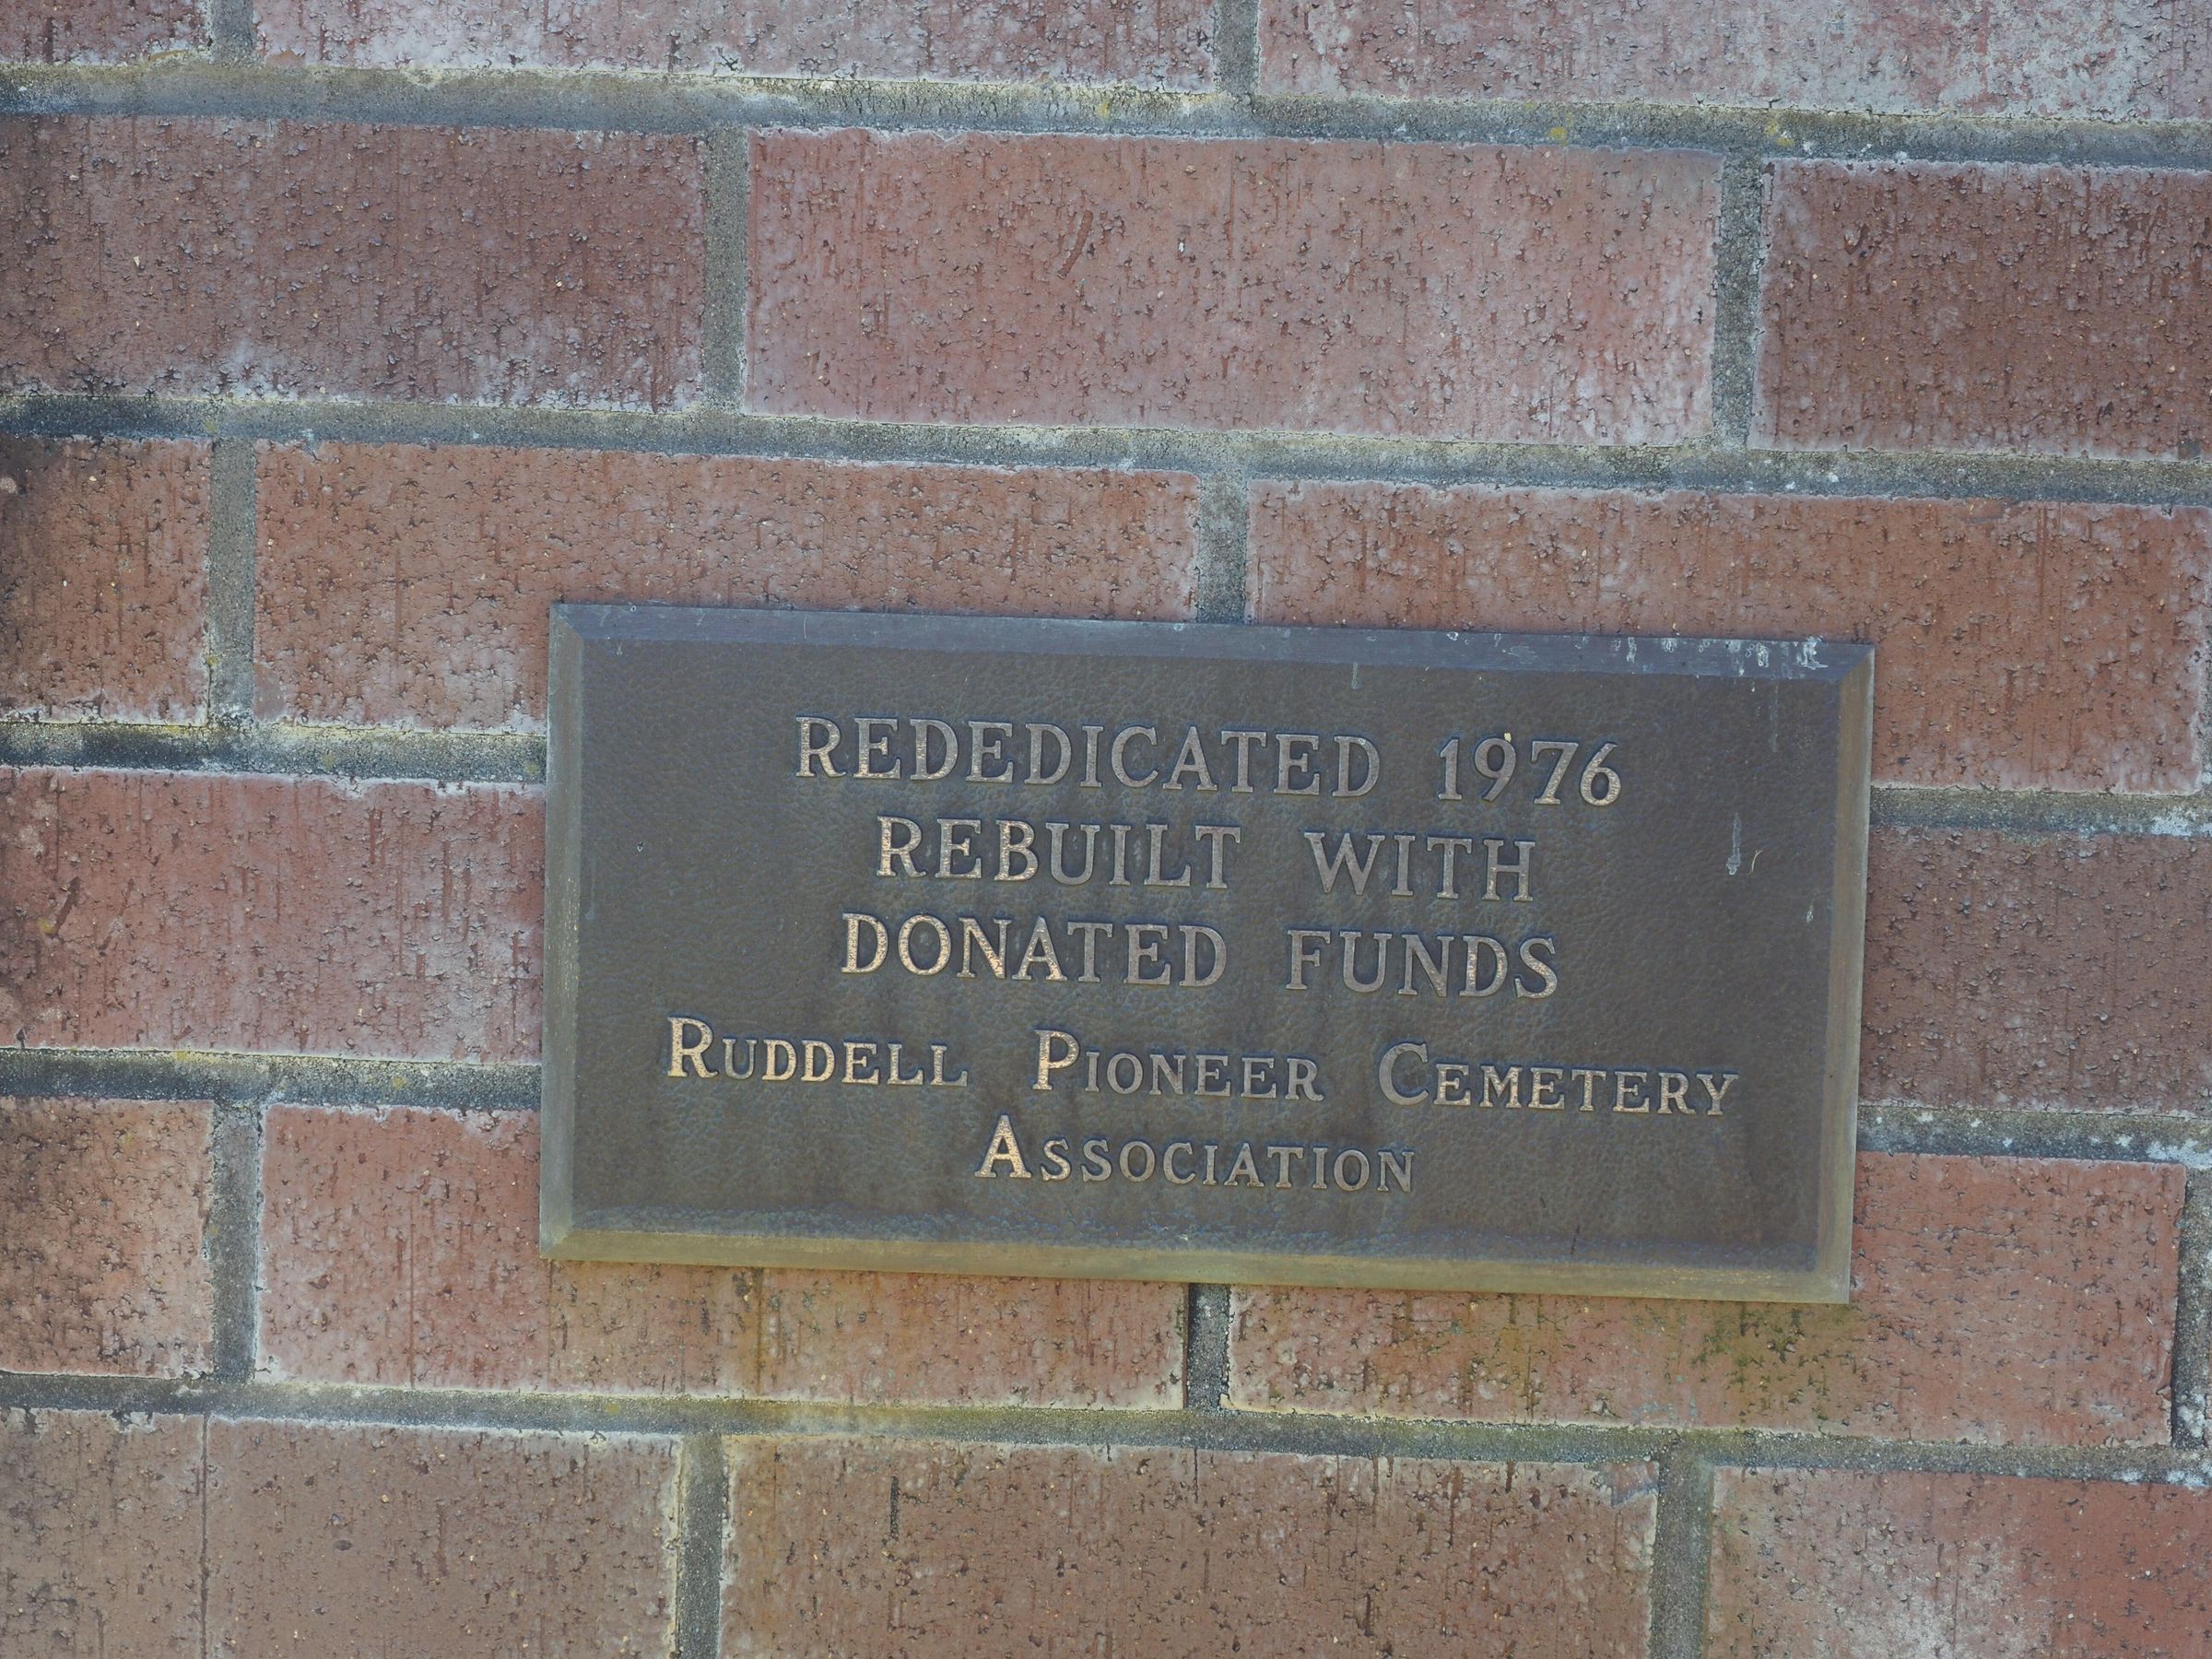 REDEDICATED 1976
REBUILT WITH
DONATED FUNDS
RUDDELL PIONEER CEMETERY
ASSOCIATION